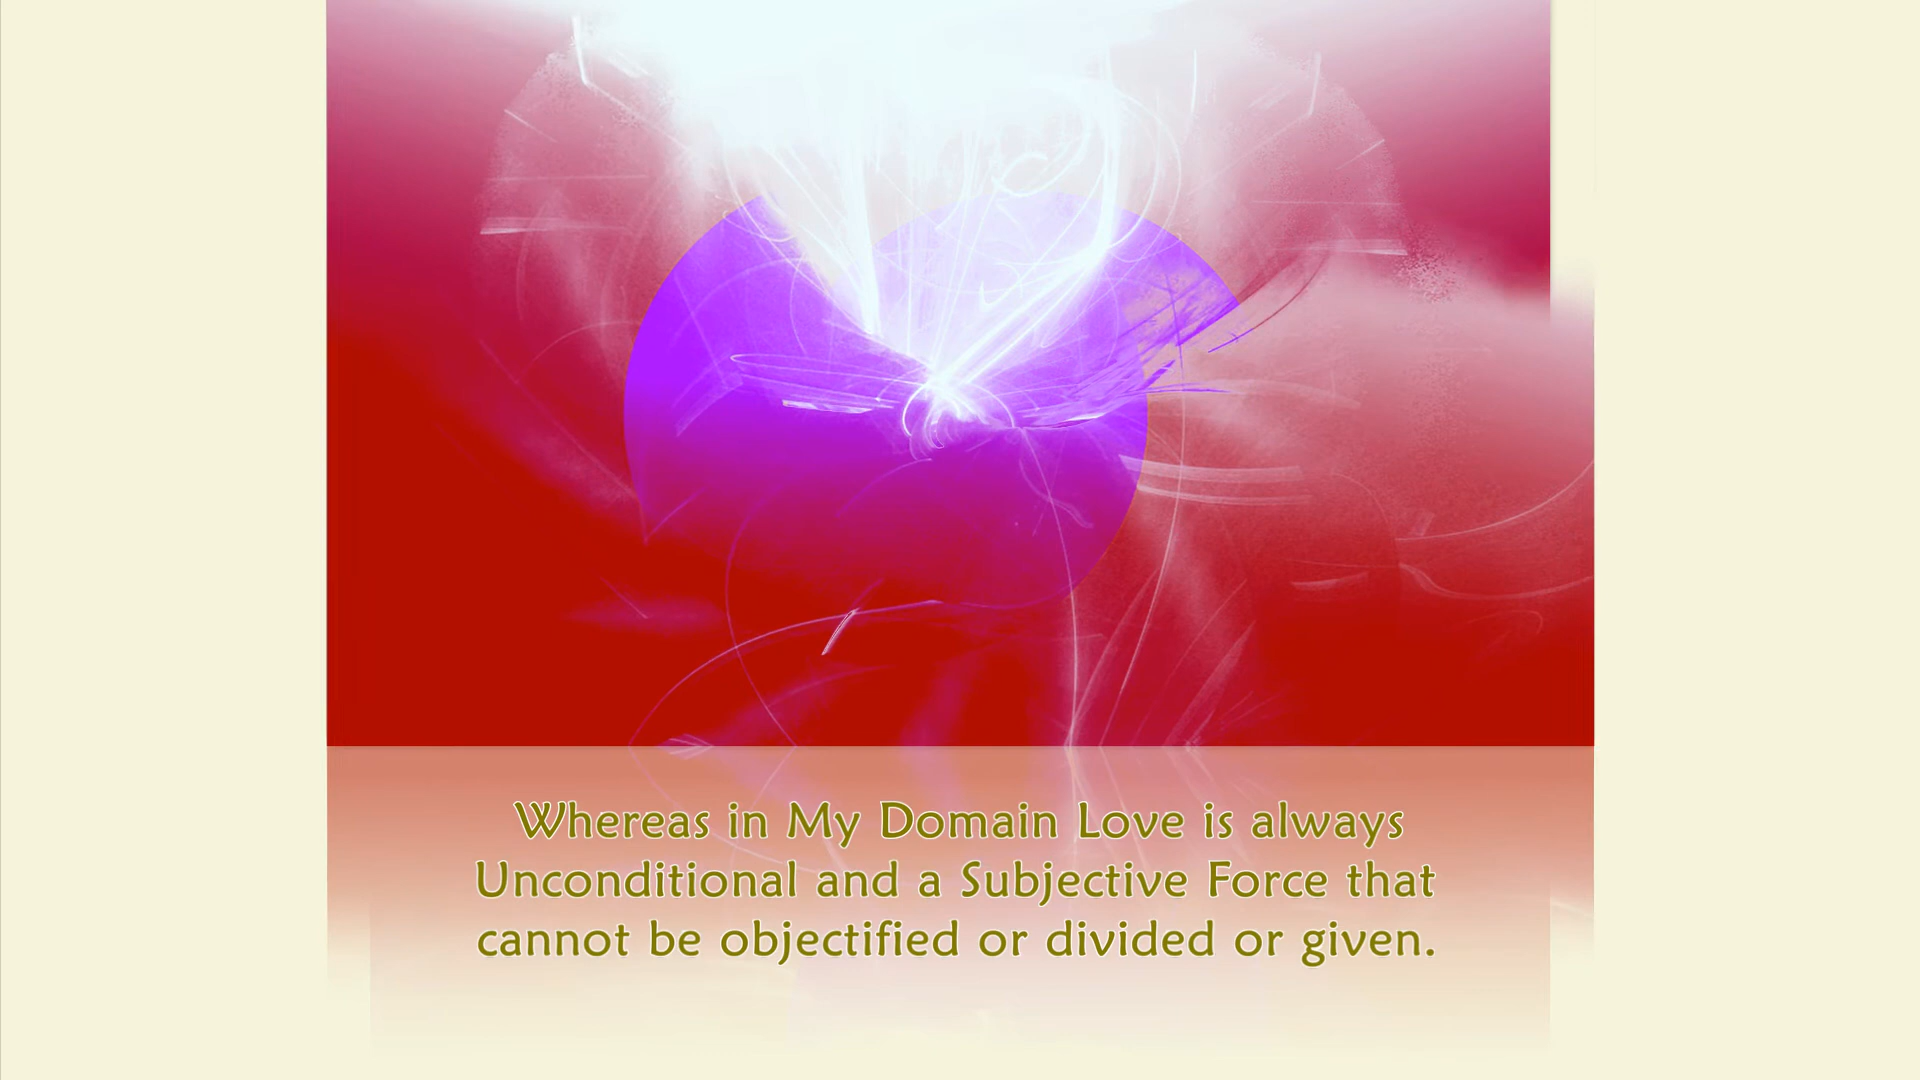 Whereas in My Domain Love is always
Unconditional and a Subjective Force that
cannot be objectified or divided or given.